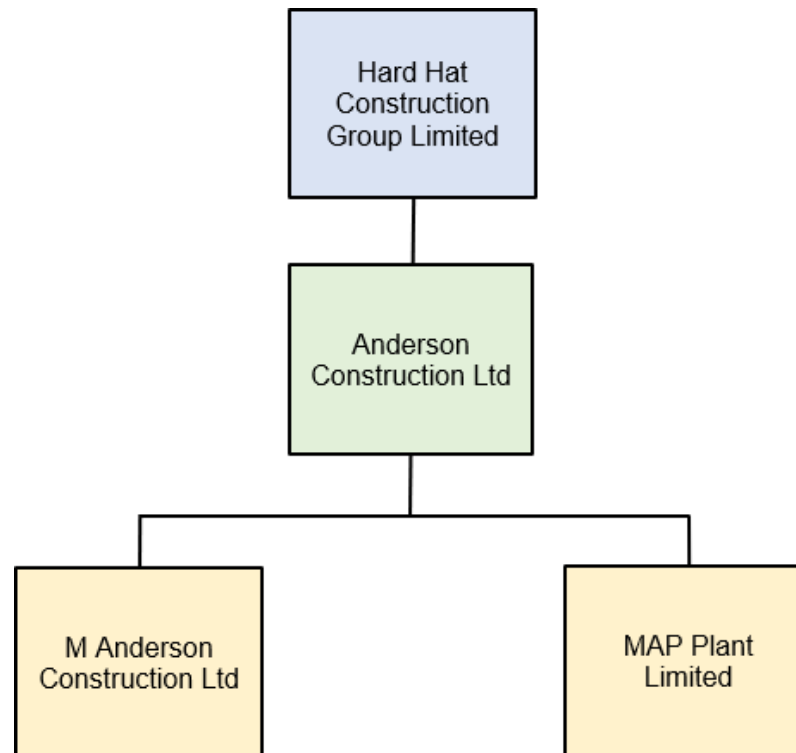 Hard Hat
Construction
Group Limited
Anderson
Construction Ltd
M Anderson
Construction Ltd
MAP Plant
Limited